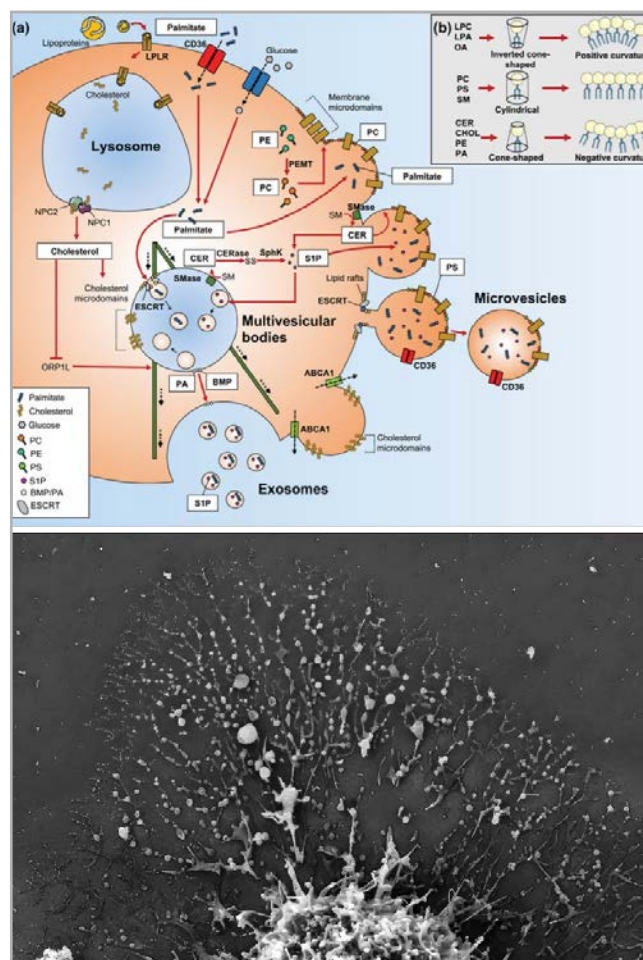 (a)
Lipoproteins
LPLR
Palmitate
CD36
Glucose
Cholesterol
Lysosome
NPC2
NPC1
Membrane
microdomains
PE
PEMT
PC
PC
Palmitate
Palmitate
SMase
SM
CER
Cholesterol
CER
CERase
SS
SphK
S1P
SMase
SM
Cholesterol
microdomains
ESCRT
Multivesicular
bodies
Lipid rafts
ESCRT
PS
Microvesicles
CD36
CD36
ORP1L
PA
BMP
ABCA1
ABCA1
Cholesterol
microdomains
S1P
Exosomes
Palmitate
Cholesterol
Glucose
PC
PE
PS
S1P
BMP/PA
ESCRT
(b)
LPC
LPA
OA
Inverted cone-
shaped
Positive curvatu
PC
PS
SM
Cylindrical
CER
CHOL
PE
PA
Cone-shaped
Negative curvatu